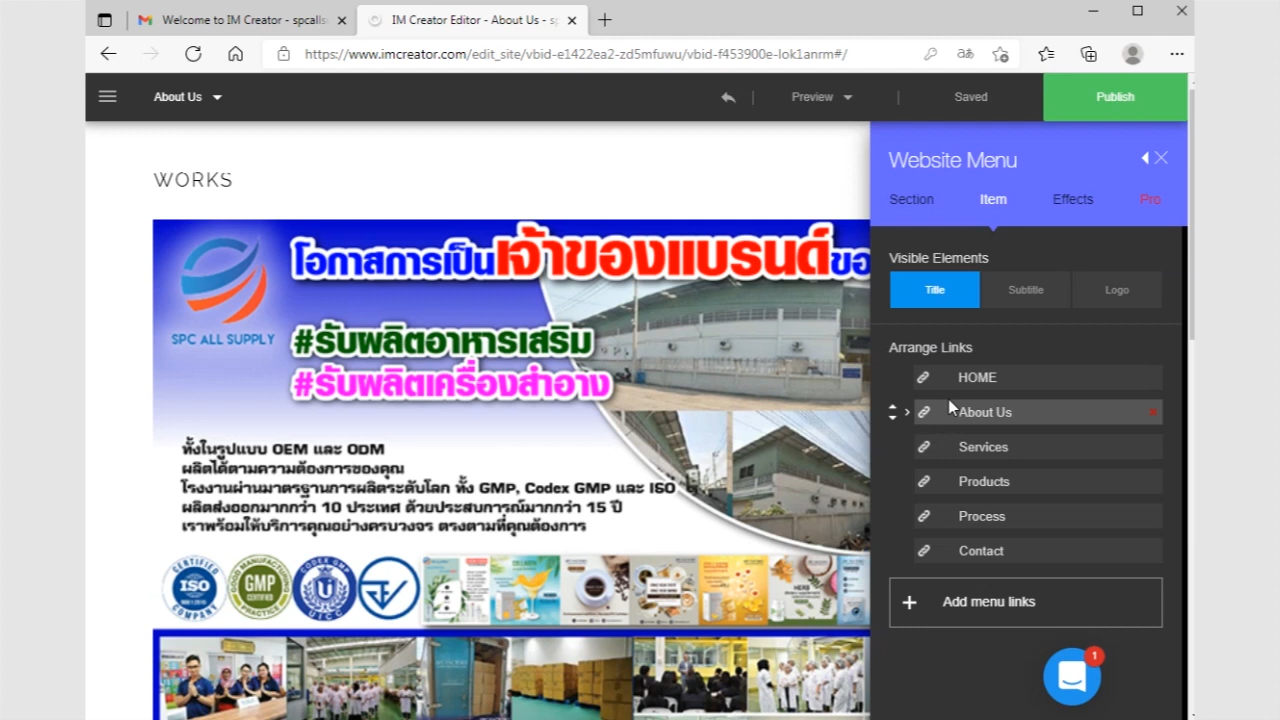 Welcome to IM Creator - spcalls
IM Creator Editor - About Us - sp
https://www.imcreator.com/edit_site/vbid-e1422ea2-zd5mfuwu/vbid-f453900e-lok1anrm#/
About Us
Preview
Saved
Publish
WORKS
SPC ALL SUPPLY
โอกาสการเป็นเจ้าของแบรนด์ขอ
#รับผลิตอาหารเสริม
#รับผลิตเครื่องสำอาง
ทั้งในรูปแบบ OEM และ ODM
ผลิตได้ตามความต้องการของคุณ
โรงงานผ่านมาตรฐานการผลิตระดับโลก ทั้ง GMP, Codex GMP และ ISO
ผลิตส่งออกมากกว่า 10 ประเทศ ด้วยประสบการณ์มากกว่า 15 ปี
เราพร้อมให้บริการคุณอย่างครบวงจร ตรงตามที่คุณต้องการ
CERTIFIED
ISO
COMPANY
GOOD MANUFACTURING
GMP
CERTIFIED
PRACTICE
CODEX GMP
Website Menu
Section
Item
Effects
Pro
Visible Elements
Title
Subtitle
Logo
Arrange Links
HOME
About Us
Services
Products
Process
Contact
Add menu links
1